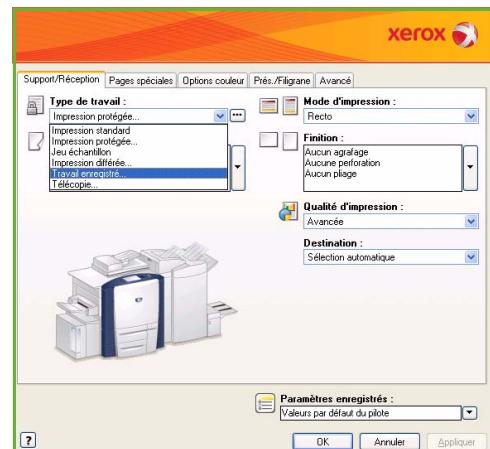 xerox
Support/Réception Pages spéciales Options couleur Prés./Filigrane Avancé
Type de travail :
Impression protégée...
Impression standard
Impression protégée...
Jeu échantillon
Impression différée...
Travail enregistré...
Télécopie...
Mode d'impression :
Recto
Finition :
Aucun agrafage
Aucune perforation
Aucun pliage
Qualité d'impression :
Avancée
Destination :
Sélection automatique
Paramètres enregistrés :
Valeurs par défaut du pilote
?
OK Annuler Appliquer